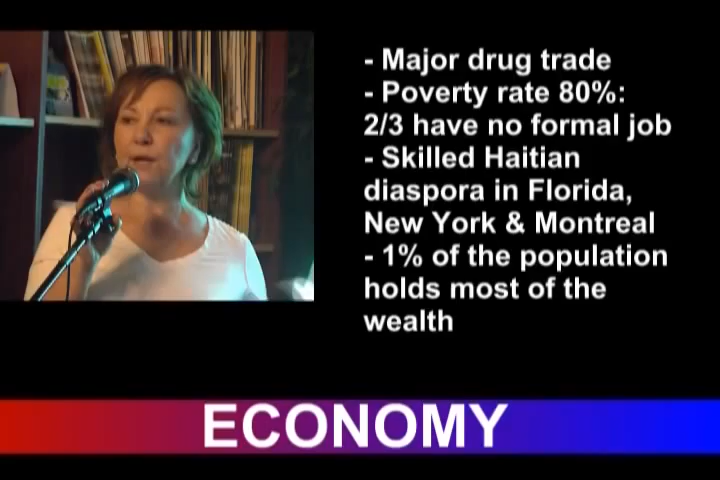 - Major drug trade
- Poverty rate 80%:
2/3 have no formal job
- Skilled Haitian
diaspora in Florida,
New York & Montreal
- 1% of the population
holds most of the
wealth
ECONOMY